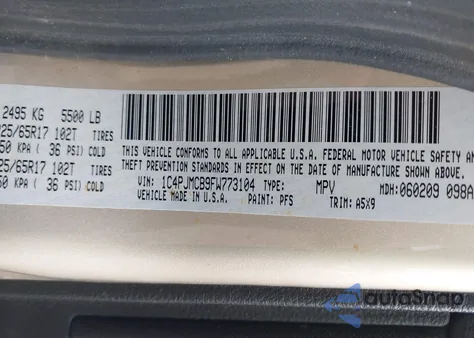 2495 KG 5500 LB
25/65R17 102T TIRES
50 KPA ( 36 PSI) COLD
25/65R17 102T TIRES
50 KPA ( 36 PSI) COLD
THIS VEHICLE CONFORMS TO ALL APPLICABLE U.S.A. FEDERAL MOTOR VEHICLE SAFETY AN
THEFT PREVENTION STANDARDS IN EFFECT ON THE DATE OF MANUFACTURE SHOWN ABOVE.
VIN: 1C4PJMCB9FW773104 TYPE: MPV MDH: 060209 098A
VEHICLE MADE IN U.S.A. PAINT: PFS TRIM: A5X9
autoSnap